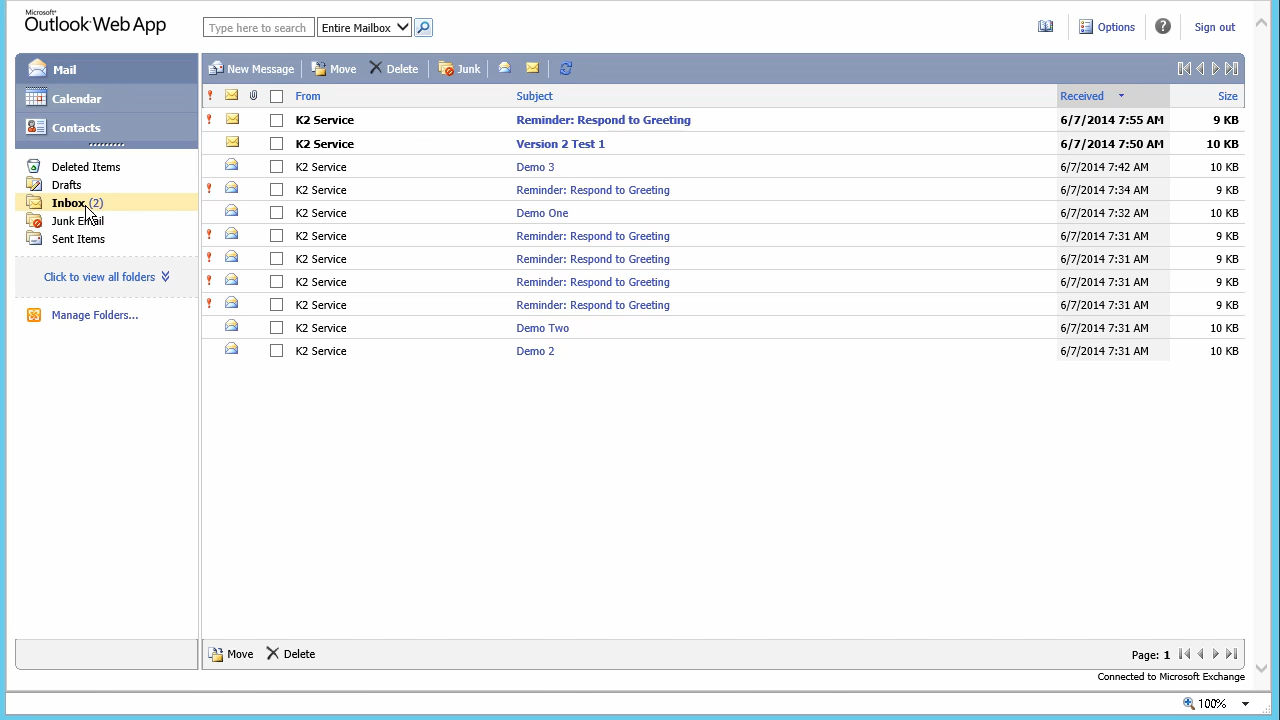 Microsoft®
Outlook Web App
Type here to search
Entire Mailbox
Options
Sign out
Mail
Calendar
Contacts
Deleted Items
Drafts
Inbox (2)
Junk Email
Sent Items
Click to view all folders
Manage Folders...
New Message
Move
Delete
Junk
From Subject Received Size
K2 Service Reminder: Respond to Greeting 6/7/2014 7:55 AM 9 KB
K2 Service Version 2 Test 1 6/7/2014 7:50 AM 10 KB
K2 Service Demo 3 6/7/2014 7:42 AM 10 KB
K2 Service Reminder: Respond to Greeting 6/7/2014 7:34 AM 9 KB
K2 Service Demo One 6/7/2014 7:32 AM 10 KB
K2 Service Reminder: Respond to Greeting 6/7/2014 7:31 AM 9 KB
K2 Service Reminder: Respond to Greeting 6/7/2014 7:31 AM 9 KB
K2 Service Reminder: Respond to Greeting 6/7/2014 7:31 AM 9 KB
K2 Service Reminder: Respond to Greeting 6/7/2014 7:31 AM 9 KB
K2 Service Demo Two 6/7/2014 7:31 AM 10 KB
K2 Service Demo 2 6/7/2014 7:31 AM 10 KB
Move
Delete
Page: 1
Connected to Microsoft Exchange
100%